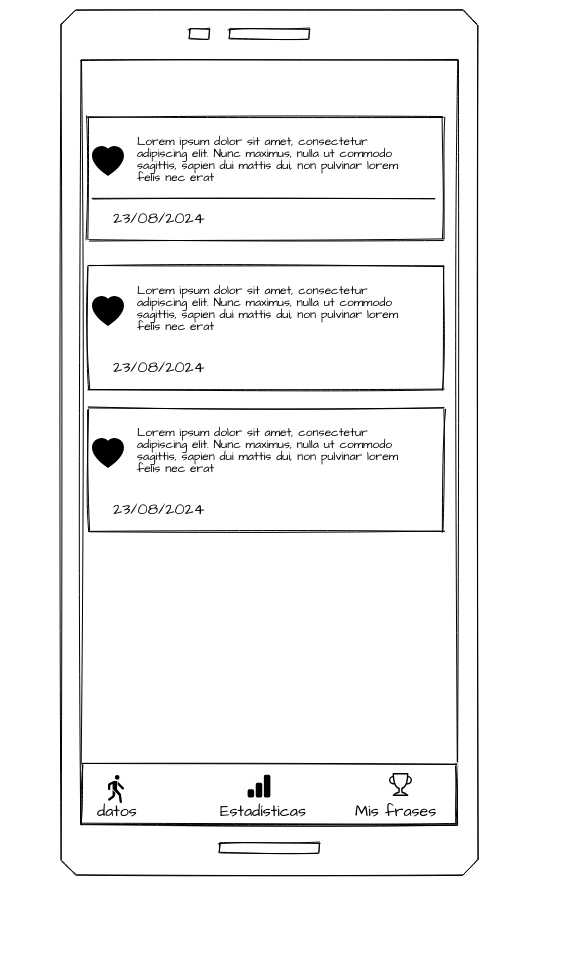 Lorem ipsum dolor sit amet, consectetur
adipiscing elit. Nunc maximus, nulla ut commodo
sagittis, sapien dui mattis dui, non pulvinar lorem
felis nec erat
23/08/2024
Lorem ipsum dolor sit amet, consectetur
adipiscing elit. Nunc maximus, nulla ut commodo
sagittis, sapien dui mattis dui, non pulvinar lorem
felis nec erat
23/08/2024
Lorem ipsum dolor sit amet, consectetur
adipiscing elit. Nunc maximus, nulla ut commodo
sagittis, sapien dui mattis dui, non pulvinar lorem
felis nec erat
23/08/2024
datos Estadísticas Mis frases